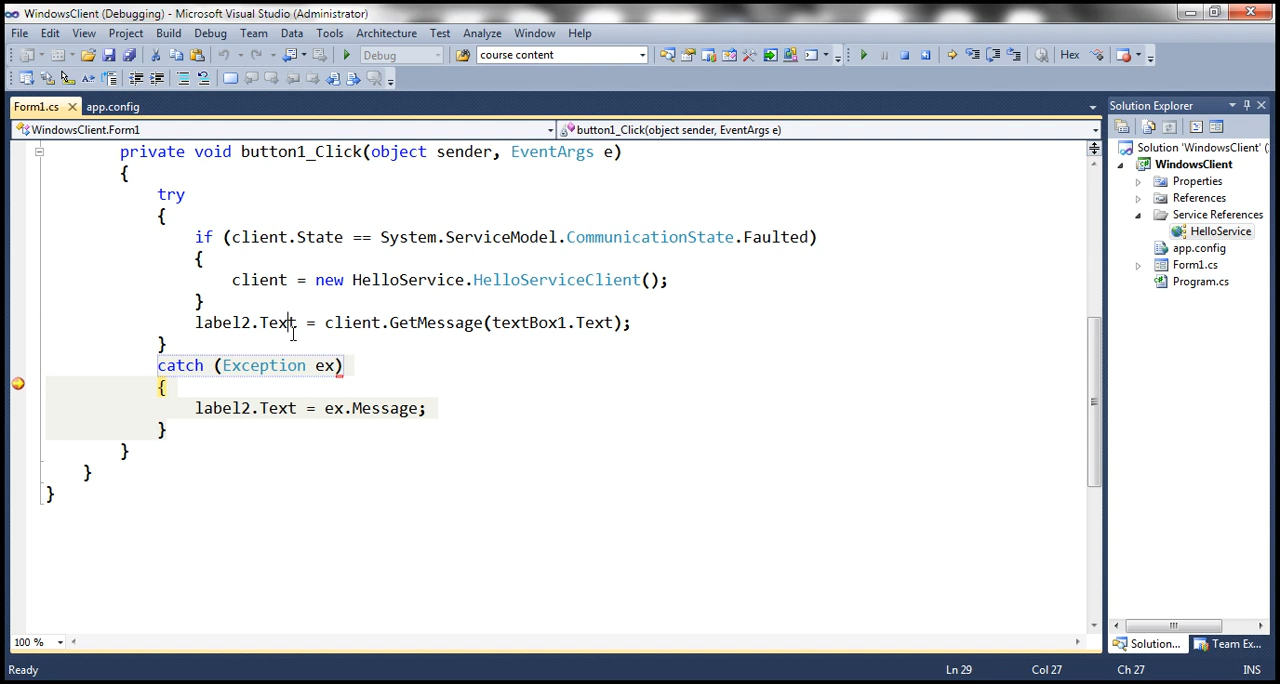 WindowsClient (Debugging) - Microsoft Visual Studio (Administrator)
File Edit View Project Build Debug Team Data Tools Architecture Test Analyze Window Help
Debug course content Hex
Form1.cs app.config
WindowsClient.Form1 button1_Click(object sender, EventArgs e)
private void button1_Click(object sender, EventArgs e)
{
try
{
if (client.State == System.ServiceModel.CommunicationState.Faulted)
{
client = new HelloService.HelloServiceClient();
}
label2.Text = client.GetMessage(textBox1.Text);
}
catch (Exception ex)
{
label2.Text = ex.Message;
}
}
}
}
100 %
Solution Explorer
Solution 'WindowsClient' (
WindowsClient
Properties
References
Service References
HelloService
app.config
Form1.cs
Program.cs
Solution... Team Ex...
Ready Ln 29 Col 27 Ch 27 INS